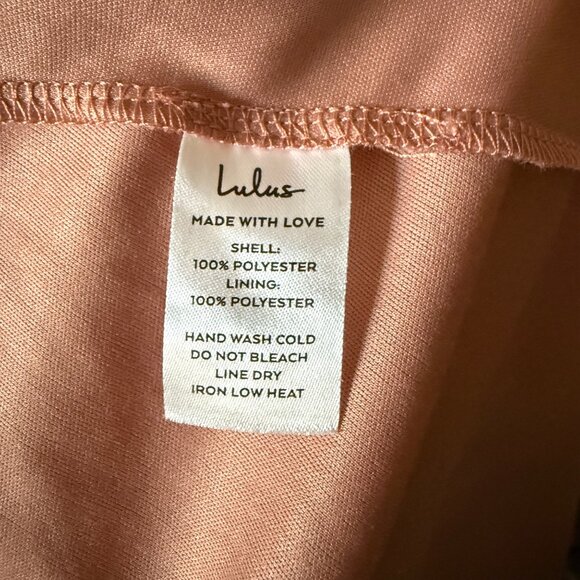 Lulus
MADE WITH LOVE
SHELL:
100% POLYESTER
LINING:
100% POLYESTER
HAND WASH COLD
DO NOT BLEACH
LINE DRY
IRON LOW HEAT